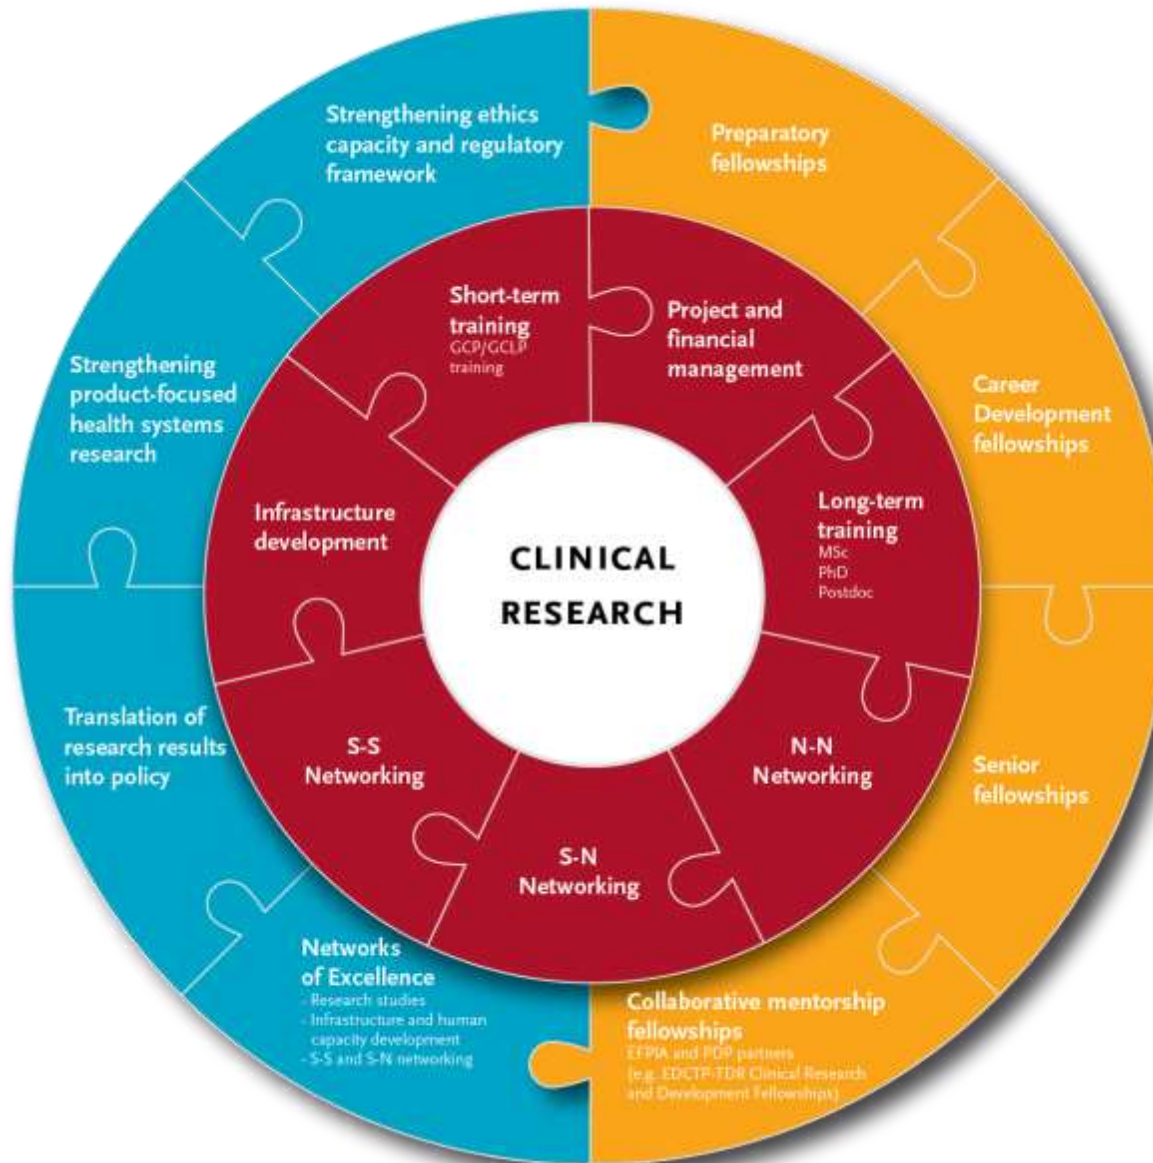 Strengthening ethics
capacity and regulatory
framework
Preparatory
fellowships
Short-term
training
GCP/GCLP
training
Project and
financial
management
Strengthening
product-focused
health systems
research
Career
Development
fellowships
Infrastructure
development
Long-term
training
MSc
PhD
Postdoc
CLINICAL
RESEARCH
Translation of
research results
into policy
S-S
Networking
N-N
Networking
Senior
fellowships
S-N
Networking
Networks
of Excellence
- Research studies
- Infrastructure and human
capacity development
- S-S and S-N networking
Collaborative mentorship
fellowships
EFPIA and PDP partners
(e.g. EDCTP-TDR Clinical Research
and Development Fellowships)